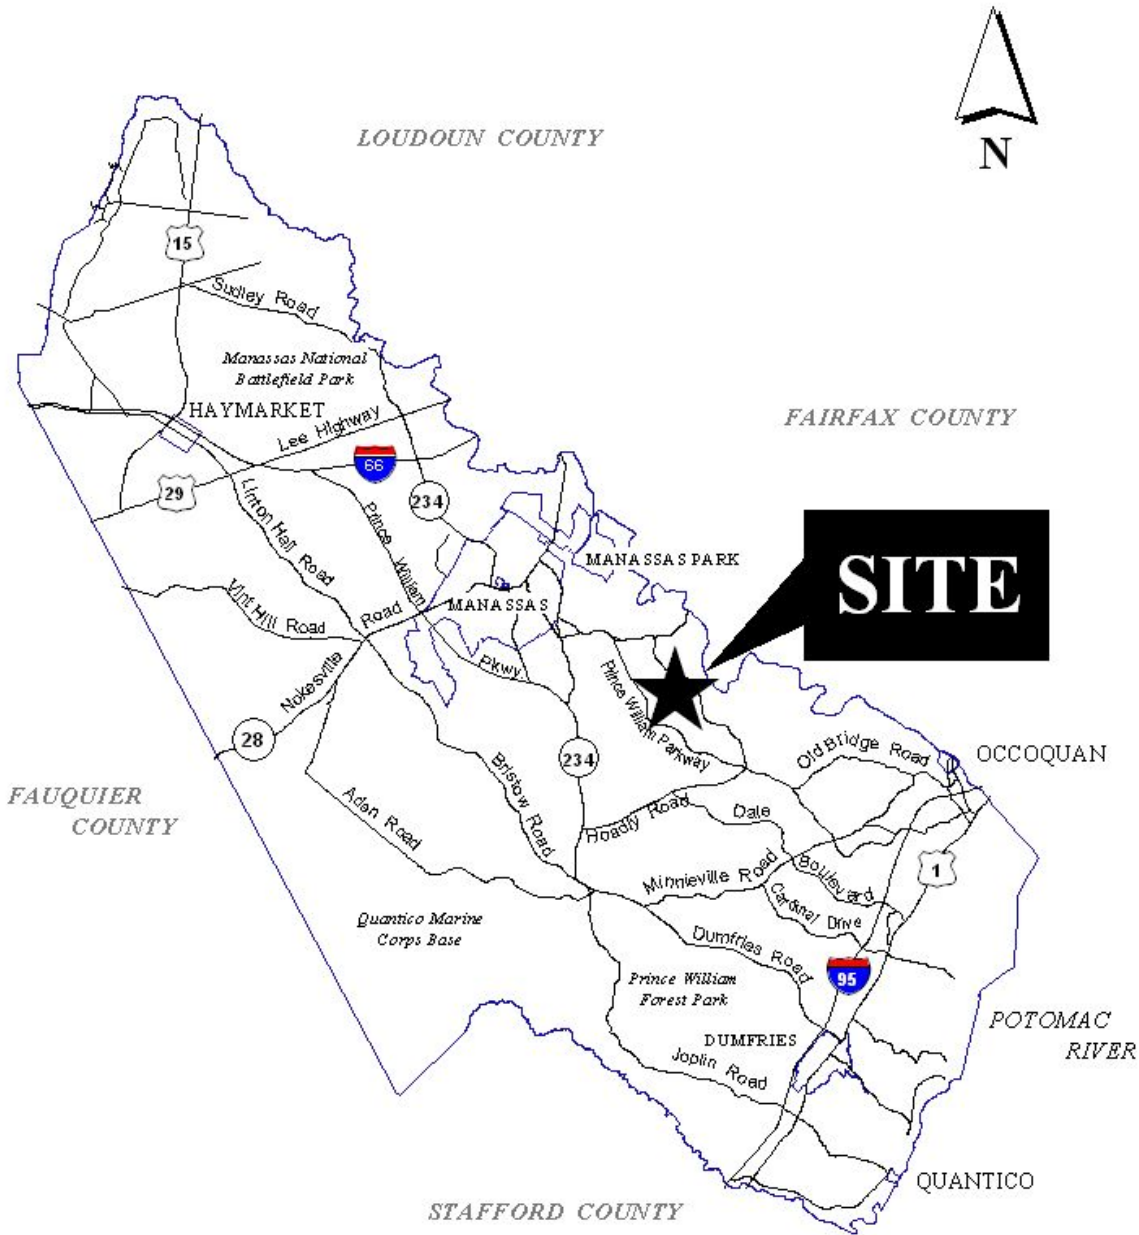 N
LOUDOUN COUNTY
15
Sudley Road
Manassas National
Battlefield Park
HAYMARKET
Lee Highway
FAIRFAX COUNTY
66
29
234
Linton Hall Road
Prince William
MANASSAS PARK
SITE
Vint Hill Road
Road
MANASSAS
Pkwy
Nokesville
Prince William Parkway
28
234
Old Bridge Road
OCCOQUAN
FAUQUIER
COUNTY
Aden Road
Bristow Road
Hoadly Road
Dale
Boulevard
1
Minnieville Road
Cardinal Drive
Quantico Marine
Corps Base
Dumfries Road
95
Prince William
Forest Park
POTOMAC
RIVER
DUMFRIES
Joplin Road
QUANTICO
STAFFORD COUNTY